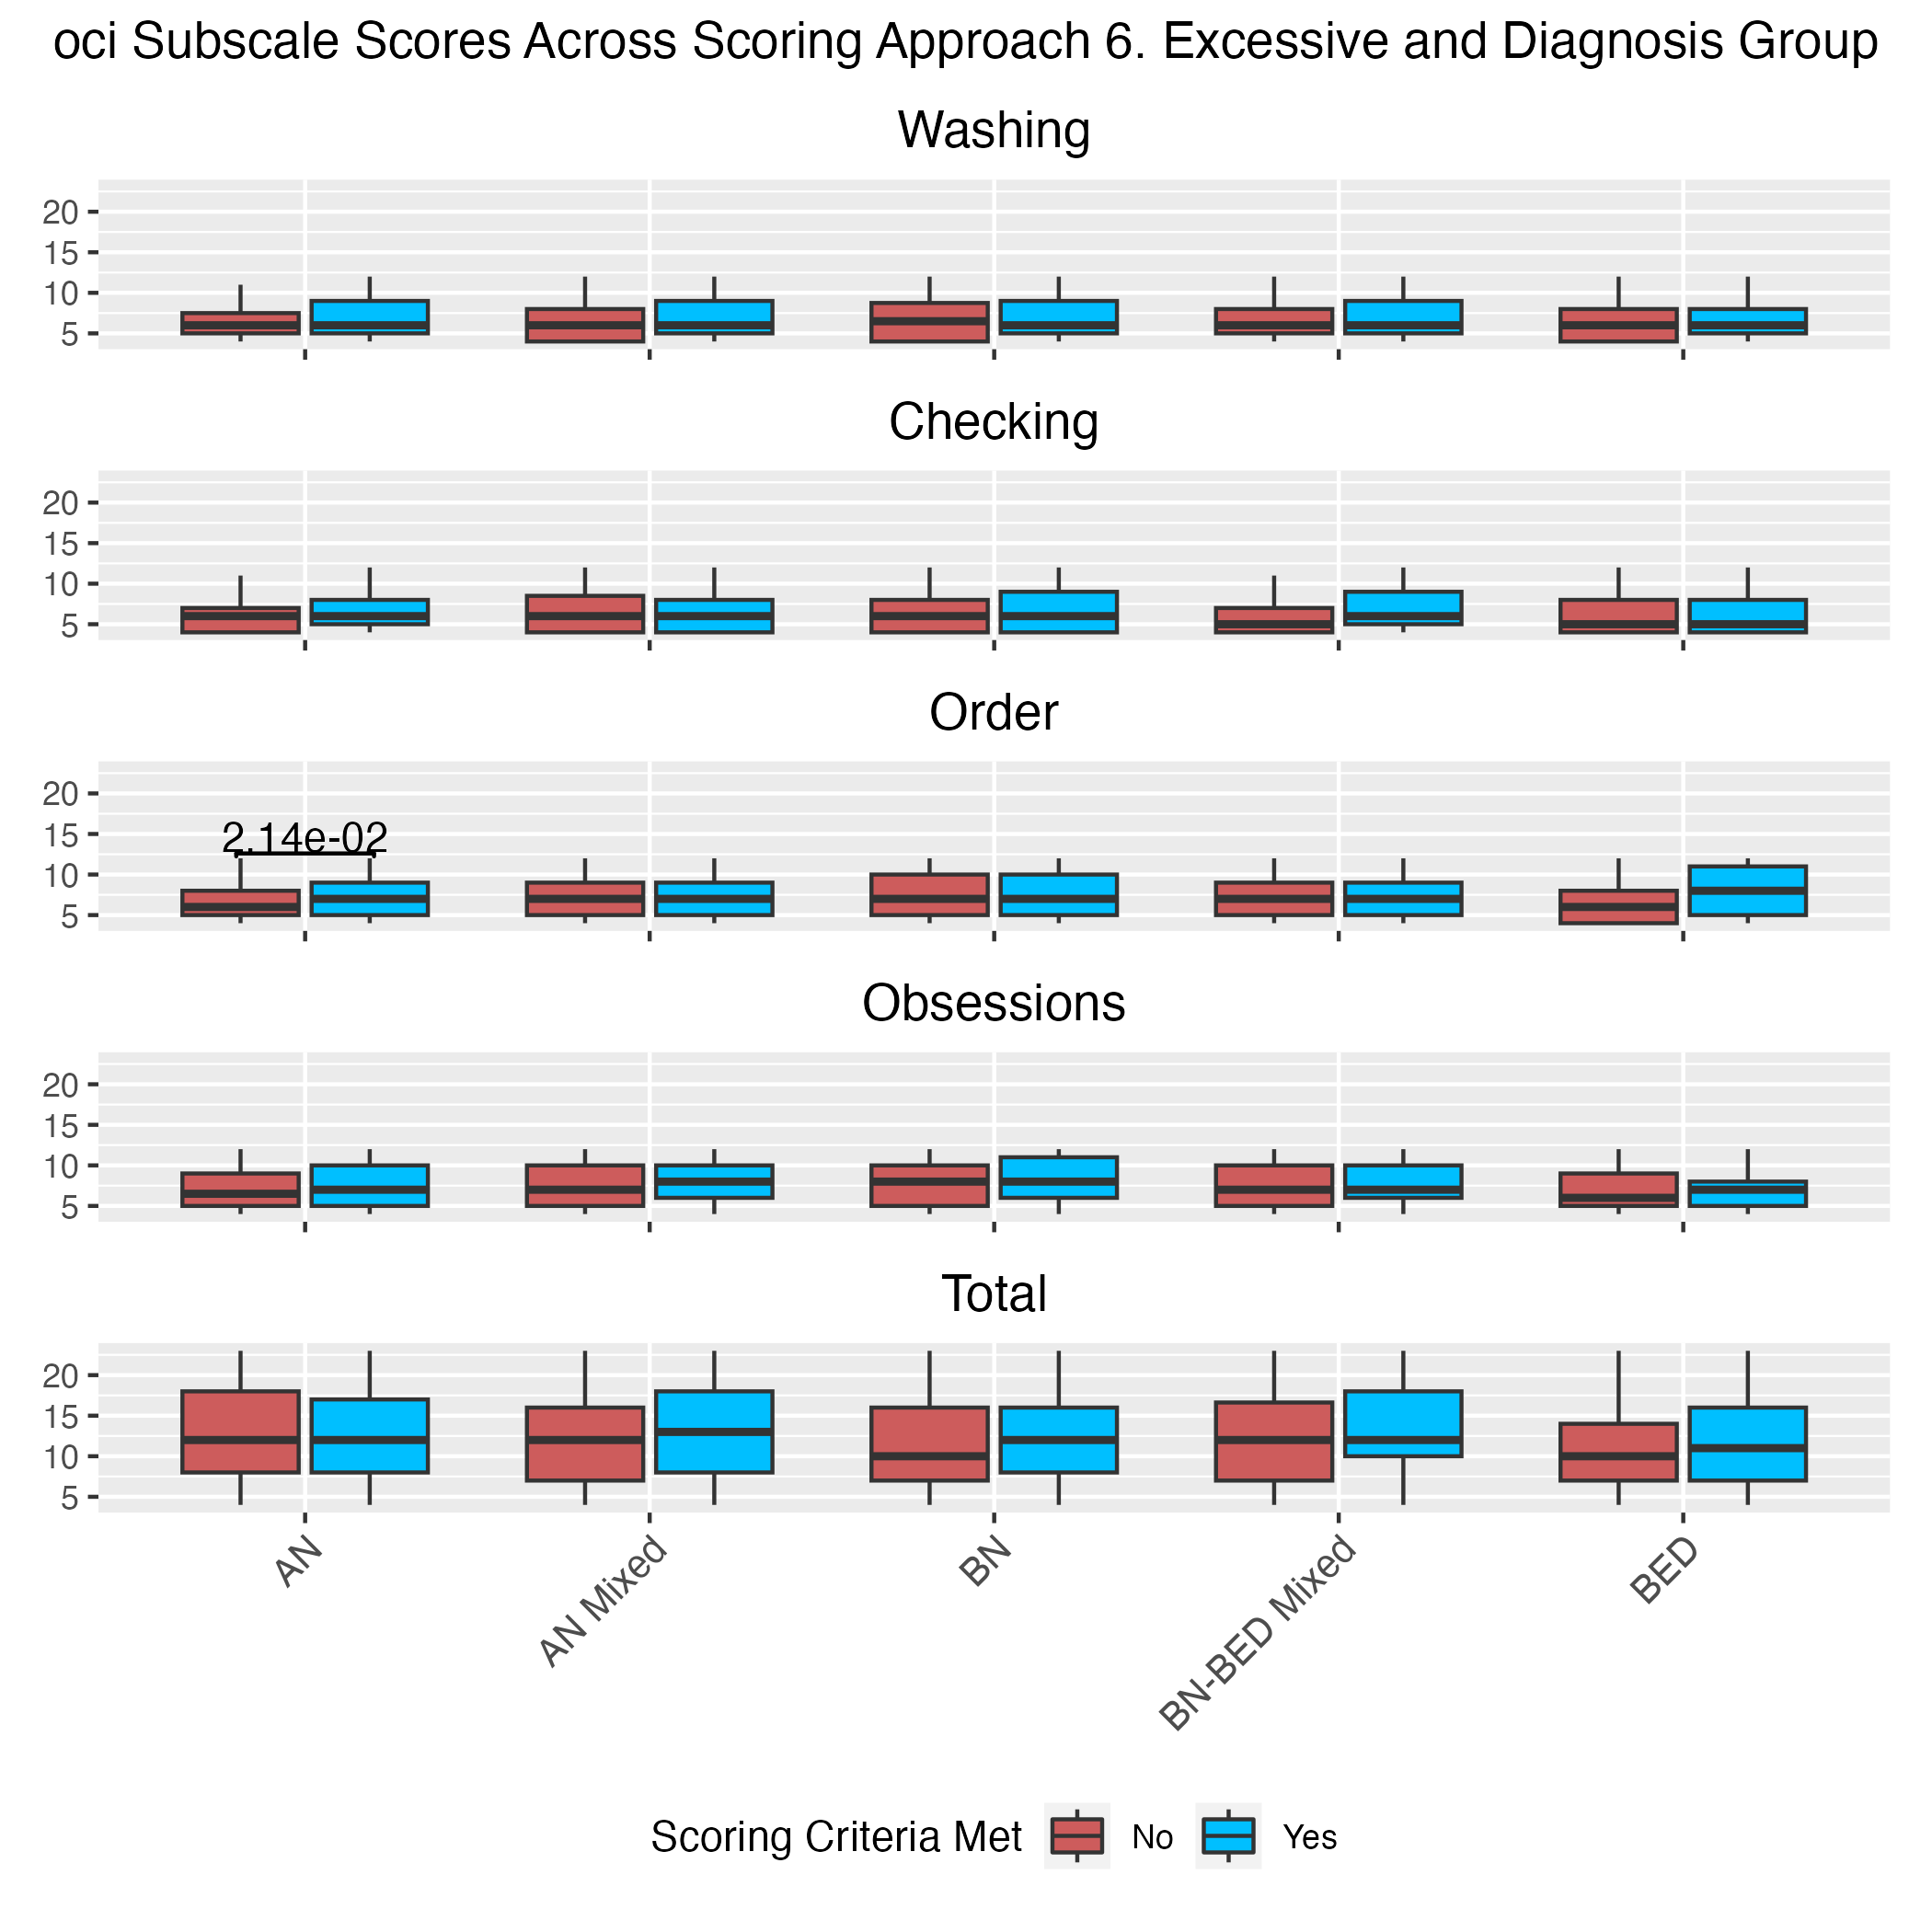 oci Subscale Scores Across Scoring Approach 6. Excessive and Diagnosis Group
Washing
20
15
10
5
Checking
20
15
10
5
Order
20
15
10
5
2.14e-02
Obsessions
20
15
10
5
Total
20
15
10
5
AN
AN Mixed
BN
BN-BED Mixed
BED
Scoring Criteria Met No Yes